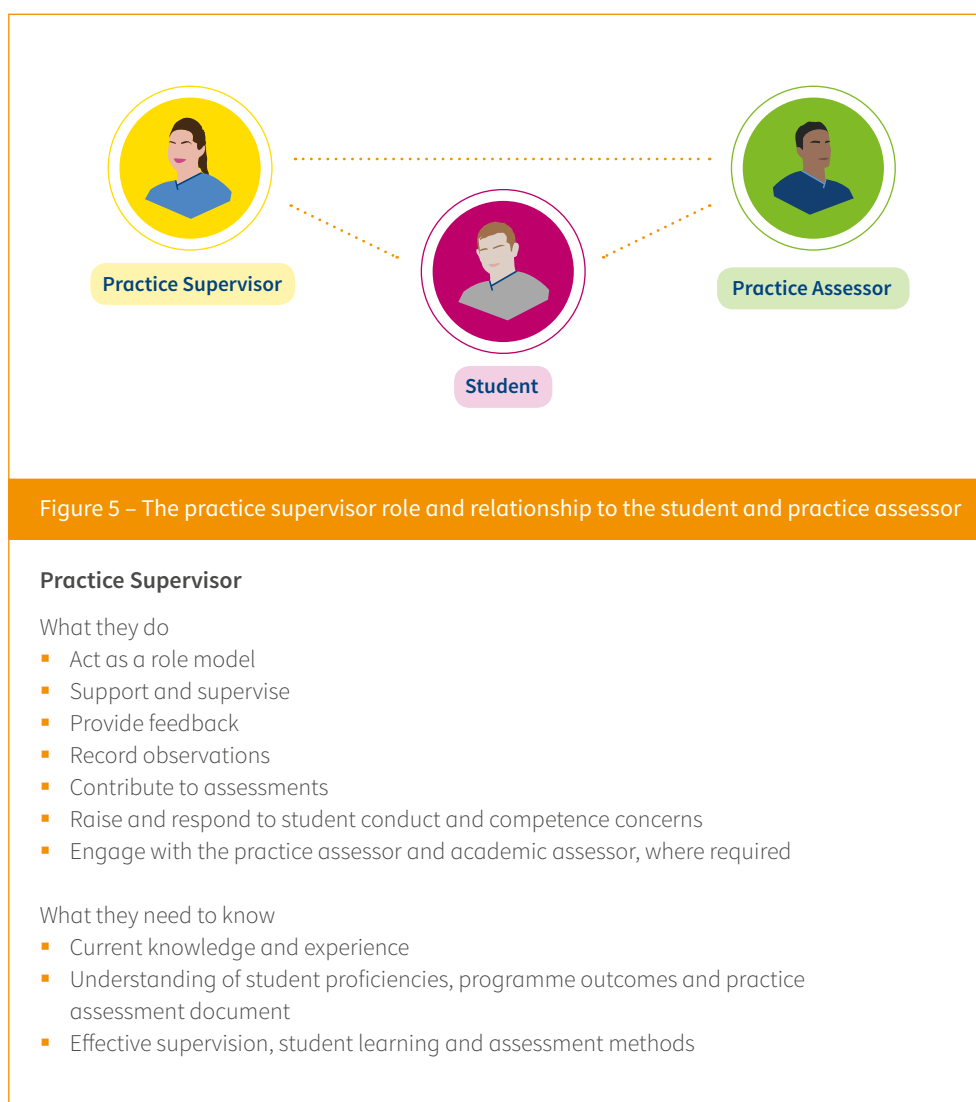 Practice Supervisor
Practice Assessor
Student
Figure 5 – The practice supervisor role and relationship to the student and practice assessor
Practice Supervisor
What they do
▪ Act as a role model
▪ Support and supervise
▪ Provide feedback
▪ Record observations
▪ Contribute to assessments
▪ Raise and respond to student conduct and competence concerns
▪ Engage with the practice assessor and academic assessor, where required
What they need to know
▪ Current knowledge and experience
▪ Understanding of student proficiencies, programme outcomes and practice
assessment document
▪ Effective supervision, student learning and assessment methods